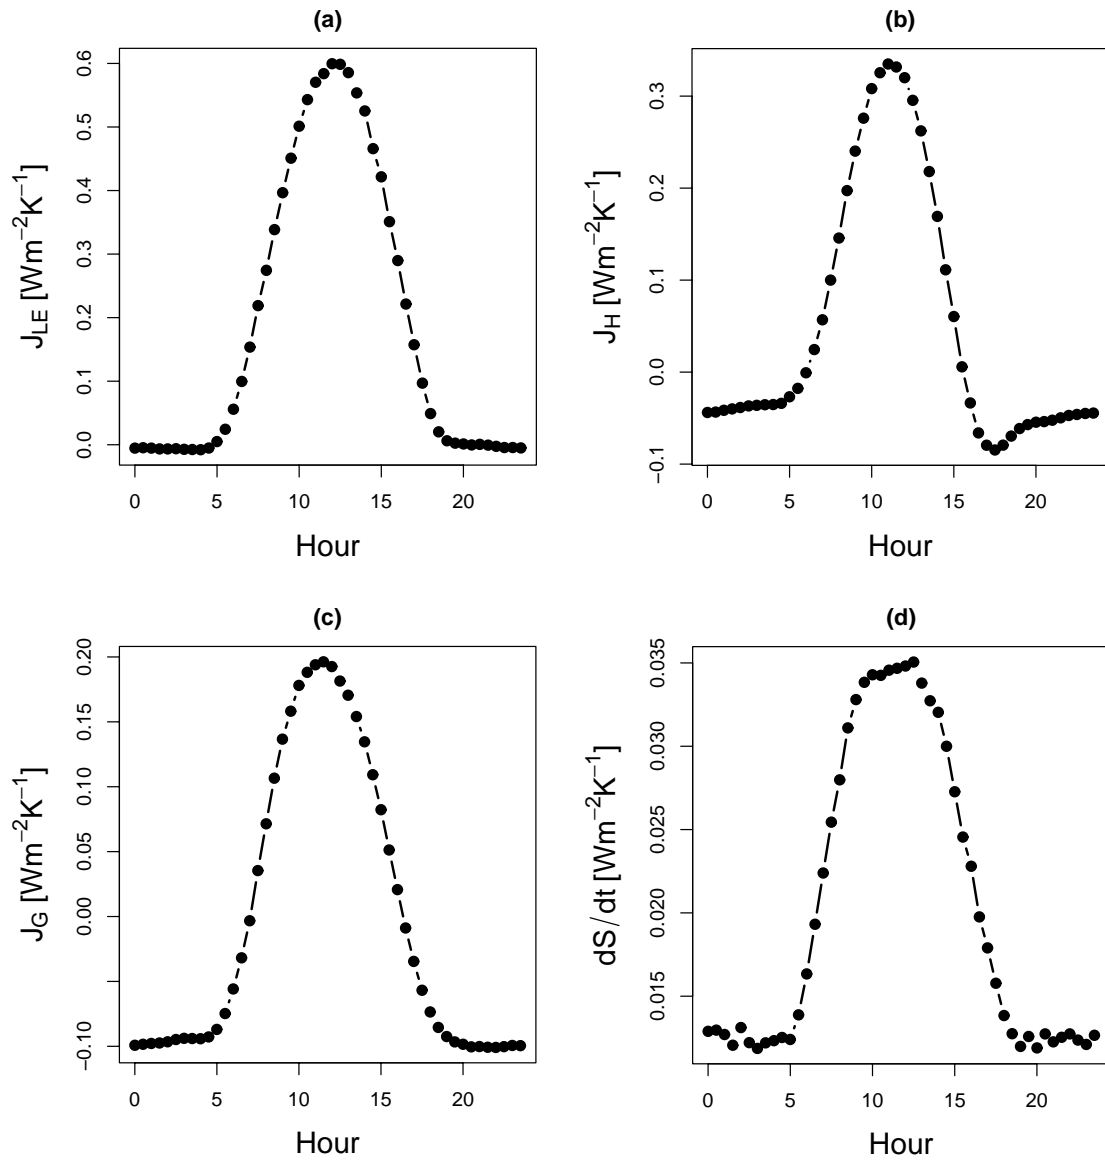 (a)
J_LE [Wm^−2K^−1]
0.0 0.1 0.2 0.3 0.4 0.5 0.6
0 5 10 15 20
Hour
(b)
J_H [Wm^−2K^−1]
−0.1 0.0 0.1 0.2 0.3
0 5 10 15 20
Hour
(c)
J_G [Wm^−2K^−1]
−0.10 0.00 0.05 0.10 0.15 0.20
0 5 10 15 20
Hour
(d)
dS/dt [Wm^−2K^−1]
0.015 0.020 0.025 0.030 0.035
0 5 10 15 20
Hour